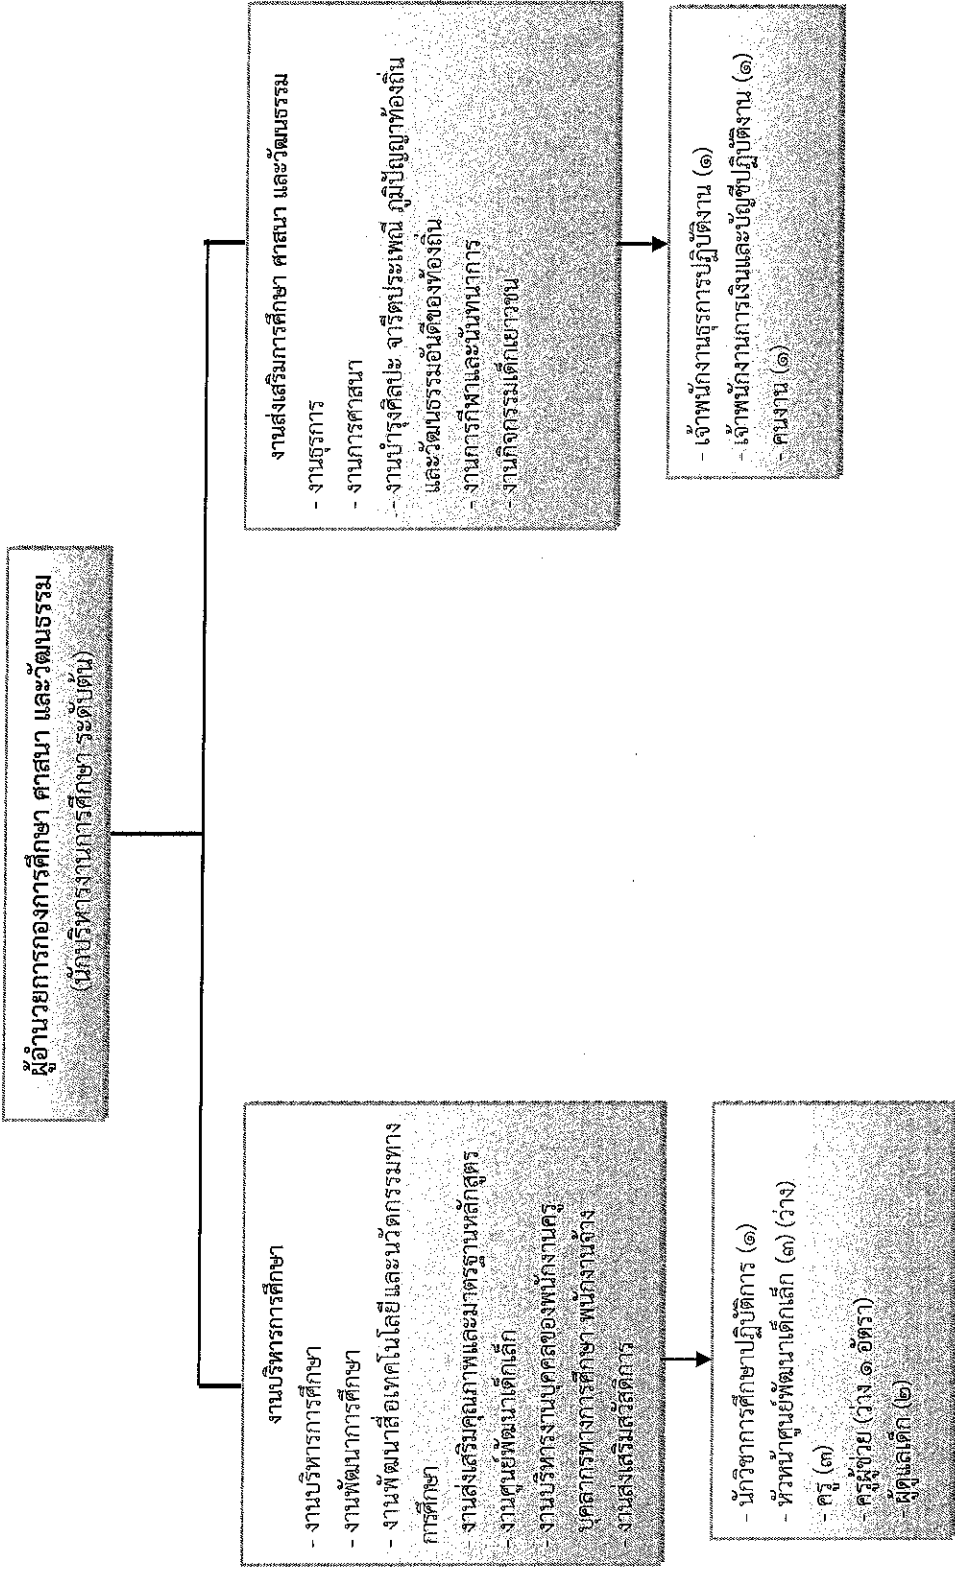 ผู้อำนวยการกองการศึกษา ศาสนา และวัฒนธรรม
(นักบริหารงานการศึกษา ระดับต้น)
งานบริหารการศึกษา
- งานบริหารการศึกษา
- งานพัฒนาการศึกษา
- งานพัฒนาสื่อเทคโนโลยีและนวัตกรรมทาง
การศึกษา
- งานส่งเสริมคุณภาพและมาตรฐานหลักสูตร
- งานศูนย์พัฒนาเด็กเล็ก
- งานบริหารงานบุคคลของพนักงานครู
บุคลากรทางการศึกษา พนักงานจ้าง
- งานส่งเสริมสวัสดิการ
- นักวิชาการศึกษาปฏิบัติการ (๑)
- หัวหน้าศูนย์พัฒนาเด็กเล็ก (๓) (ว่าง)
- ครู (๓)
- ครูผู้ช่วย (ว่าง ๑ อัตรา)
- ผู้ดูแลเด็ก (๒)
งานส่งเสริมการศึกษา ศาสนา และวัฒนธรรม
- งานธุรการ
- งานการศาสนา
- งานบำรุงศิลปะ จารีตประเพณี ภูมิปัญญาท้องถิ่น
และวัฒนธรรมอันดีของท้องถิ่น
- งานการกีฬาและนันทนาการ
- งานกิจกรรมเด็กเยาวชน
- เจ้าพนักงานธุรการปฏิบัติงาน (๑)
- เจ้าพนักงานการเงินและบัญชีปฏิบัติงาน (๑)
- คนงาน (๑)